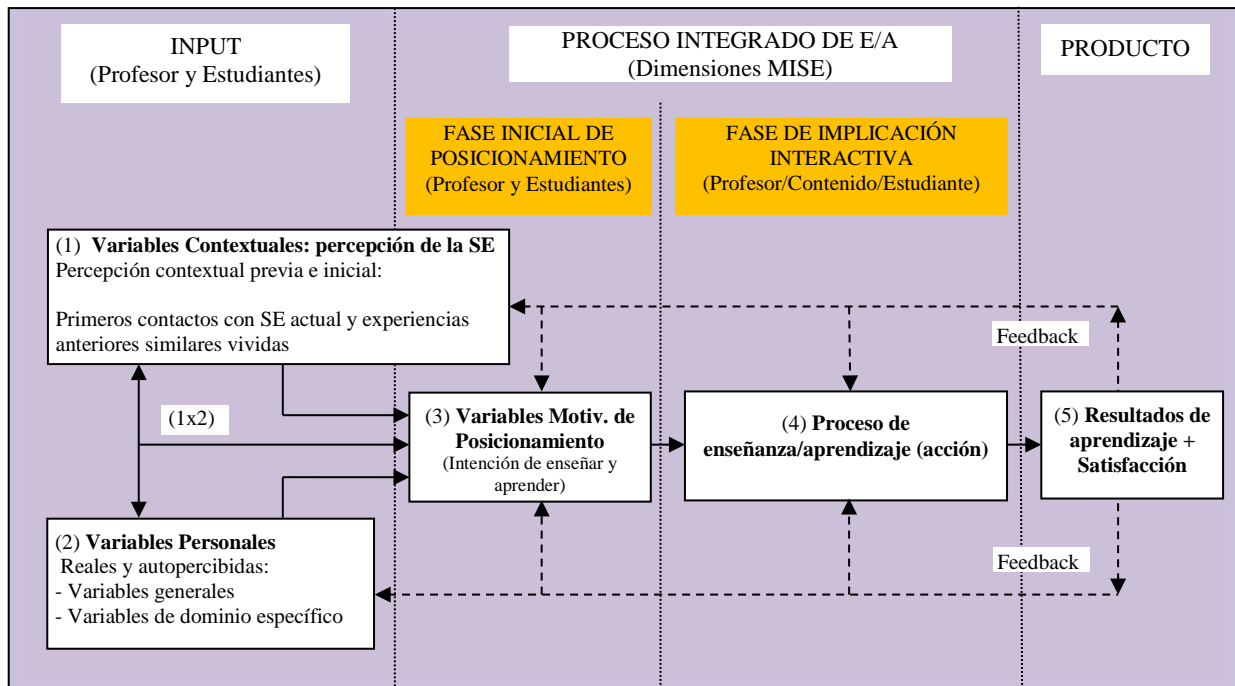 INPUT
(Profesor y Estudiantes)
PROCESO INTEGRADO DE E/A
(Dimensiones MISE)
PRODUCTO
FASE INICIAL DE
POSICIONAMIENTO
(Profesor y Estudiantes)
FASE DE IMPLICACIÓN
INTERACTIVA
(Profesor/Contenido/Estudiante)
(1) Variables Contextuales: percepción de la SE
Percepción contextual previa e inicial:
Primeros contactos con SE actual y experiencias
anteriores similares vividas
Feedback
(1x2)
(3) Variables Motiv. de
Posicionamiento
(Intención de enseñar y
aprender)
(4) Proceso de
enseñanza/aprendizaje (acción)
(5) Resultados de
aprendizaje +
Satisfacción
(2) Variables Personales
Reales y autopercibidas:
- Variables generales
- Variables de dominio específico
Feedback